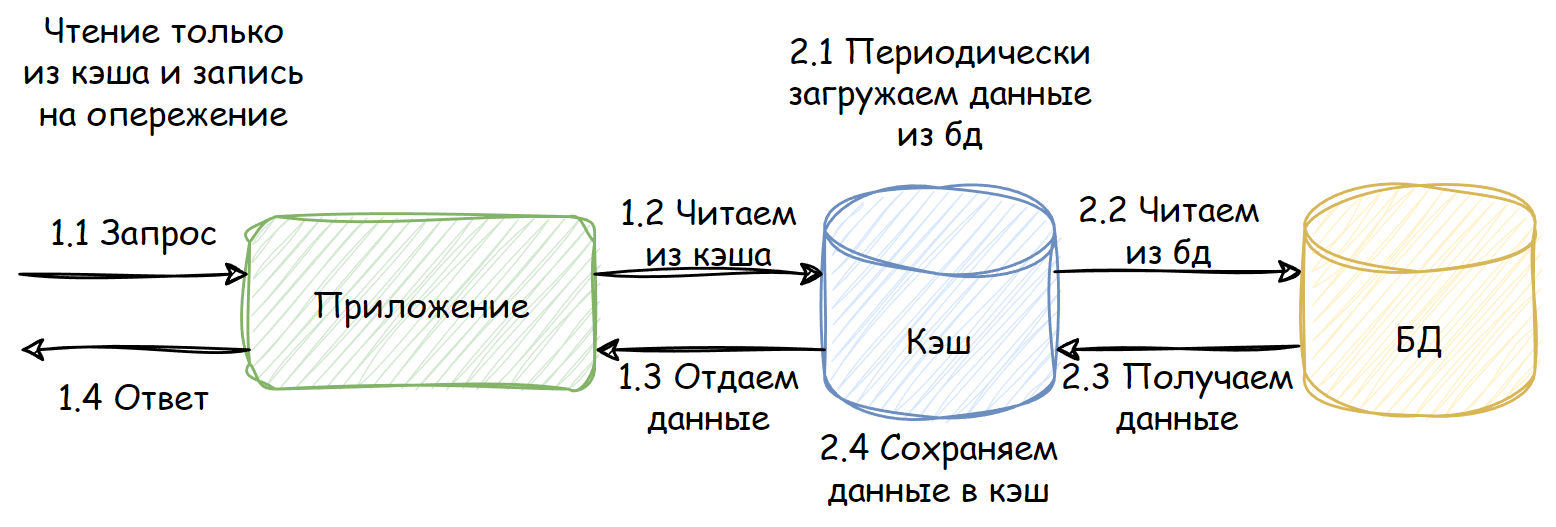 Чтение только
из кэша и запись
на опережение
2.1 Периодически
загружаем данные
из бд
1.1 Запрос
1.2 Читаем
из кэша
2.2 Читаем
из бд
Приложение
Кэш
БД
1.4 Ответ
1.3 Отдаем
данные
2.3 Получаем
данные
2.4 Сохраняем
данные в кэш